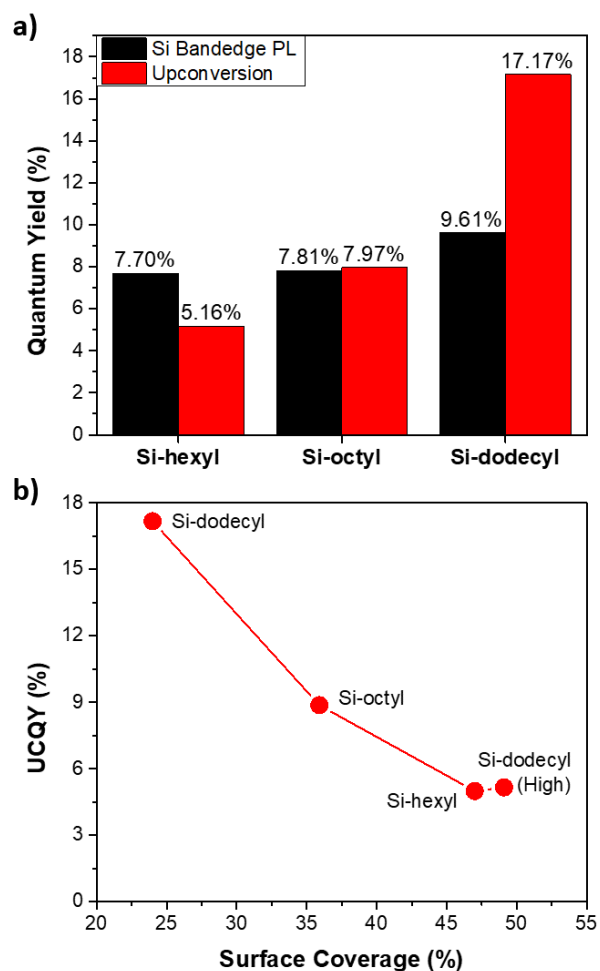 a)
Si Bandedge PL
Upconversion
Quantum Yield (%)
18
16
14
12
10
8
6
4
2
0
7.70%
5.16%
7.81%
7.97%
9.61%
17.17%
Si-hexyl
Si-octyl
Si-dodecyl
b)
UCQY (%)
18
15
12
9
6
3
0
Si-dodecyl
Si-octyl
Si-hexyl
Si-dodecyl
(High)
20
25
30
35
40
45
50
55
Surface Coverage (%)